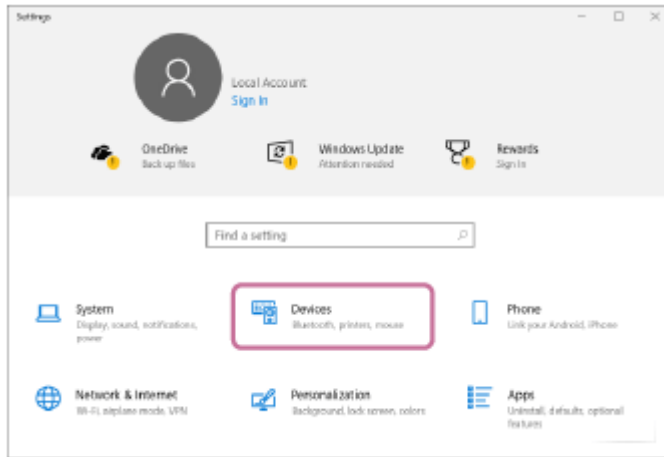 Settings
Local Account
Sign In
OneDrive
Back up files
Windows Update
Attention needed
Rewards
Sign In
Find a setting
System
Display, sound, notifications,
power
Devices
Bluetooth, printers, mouse
Phone
Link your Android, iPhone
Network & Internet
Wi-Fi, airplane mode, VPN
Personalization
Background, lock screen, colors
Apps
Uninstall, defaults, optional
features